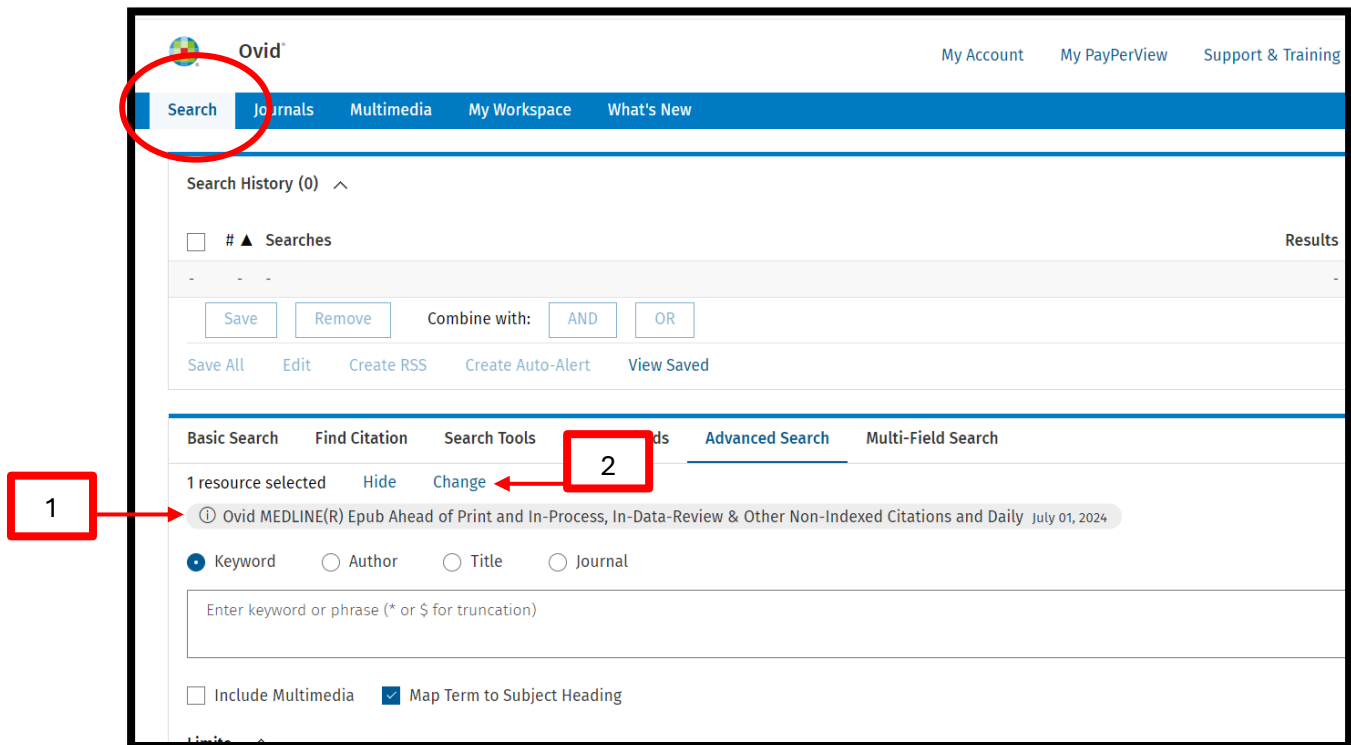 Ovid®
My Account My PayPerView Support & Training
Search Journals Multimedia My Workspace What's New
Search History (0)
# ▲ Searches Results
- - - -
Save Remove Combine with: AND OR
Save All Edit Create RSS Create Auto-Alert View Saved
Basic Search Find Citation Search Tools ds Advanced Search Multi-Field Search
2
1 resource selected Hide Change
1
Ovid MEDLINE(R) Epub Ahead of Print and In-Process, In-Data-Review & Other Non-Indexed Citations and Daily July 01, 2024
Keyword Author Title Journal
Enter keyword or phrase (* or $ for truncation)
Include Multimedia Map Term to Subject Heading
Limits